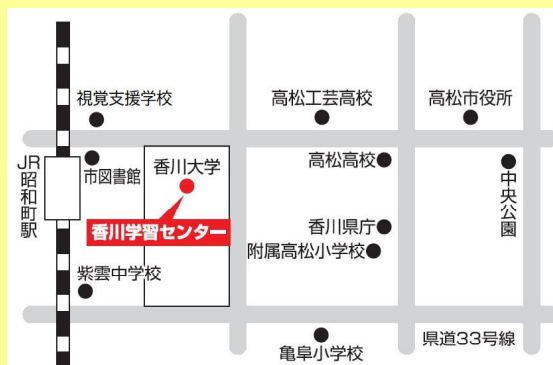 視覚支援学校
高松工芸高校
高松市役所
JR昭和町駅
市図書館
香川大学
高松高校
中央公園
香川学習センター
香川県庁
附属高松小学校
紫雲中学校
亀阜小学校
県道33号線